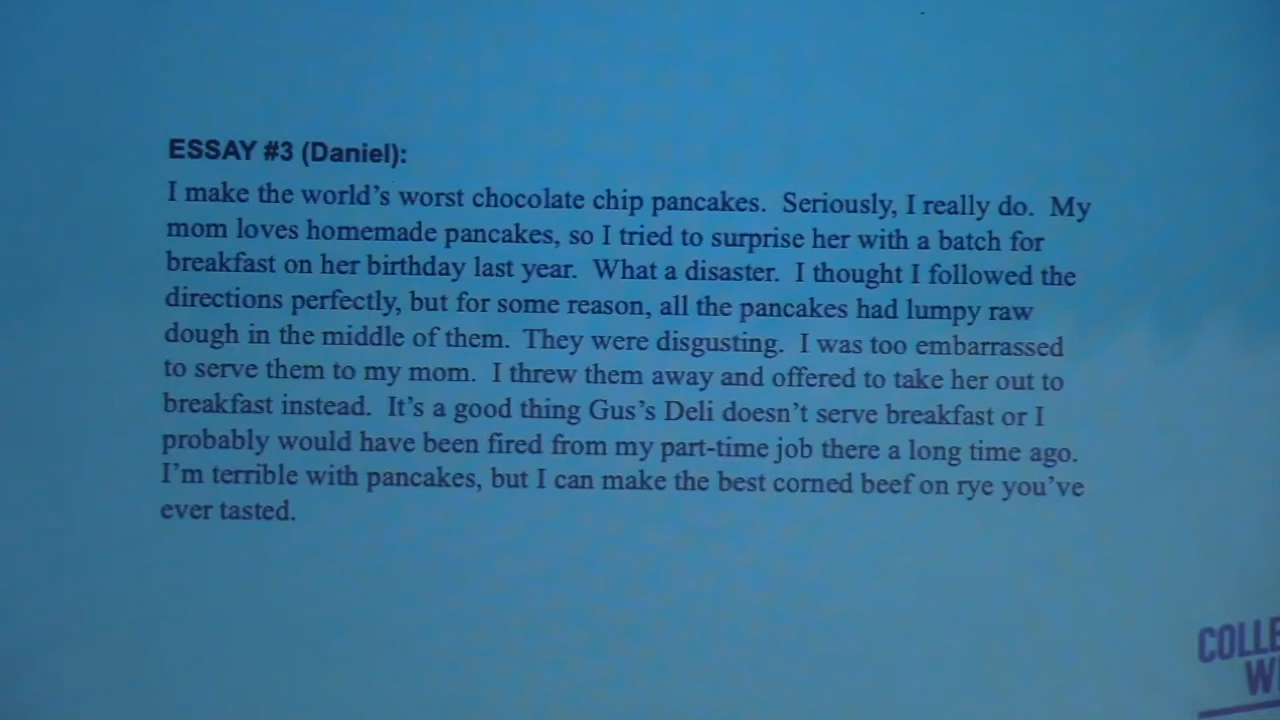 ESSAY #3 (Daniel):
I make the world's worst chocolate chip pancakes.  Seriously, I really do.  My
mom loves homemade pancakes, so I tried to surprise her with a batch for
breakfast on her birthday last year.  What a disaster.  I thought I followed the
directions perfectly, but for some reason, all the pancakes had lumpy raw
dough in the middle of them.  They were disgusting.  I was too embarrassed
to serve them to my mom.  I threw them away and offered to take her out to
breakfast instead.  It's a good thing Gus's Deli doesn't serve breakfast or I
probably would have been fired from my part-time job there a long time ago.
I'm terrible with pancakes, but I can make the best corned beef on rye you've
ever tasted.